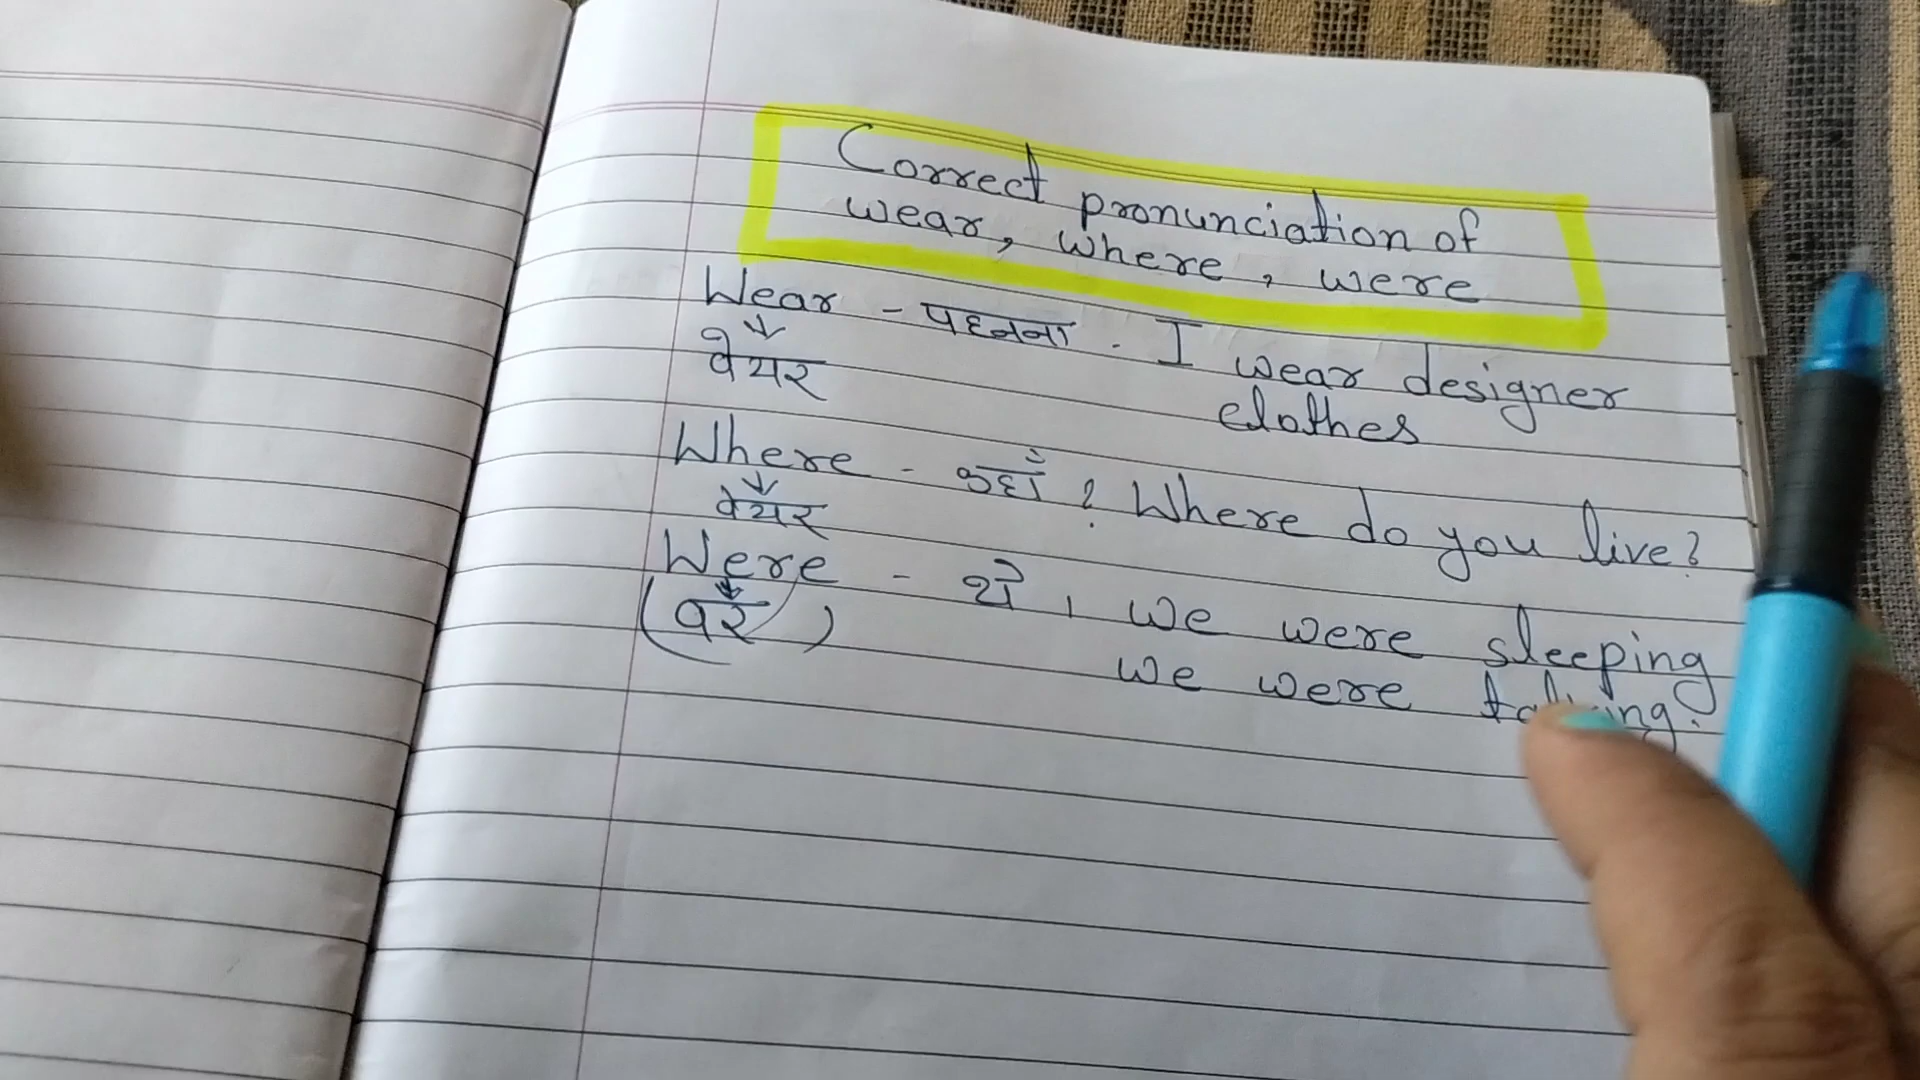 Correct pronunciation of
wear, where, were
Wear - पहनना . I wear designer
वेयर clothes
Where - कहाँ ? Where do you live?
वेयर
Were - थे , we were sleeping
(वर) we were